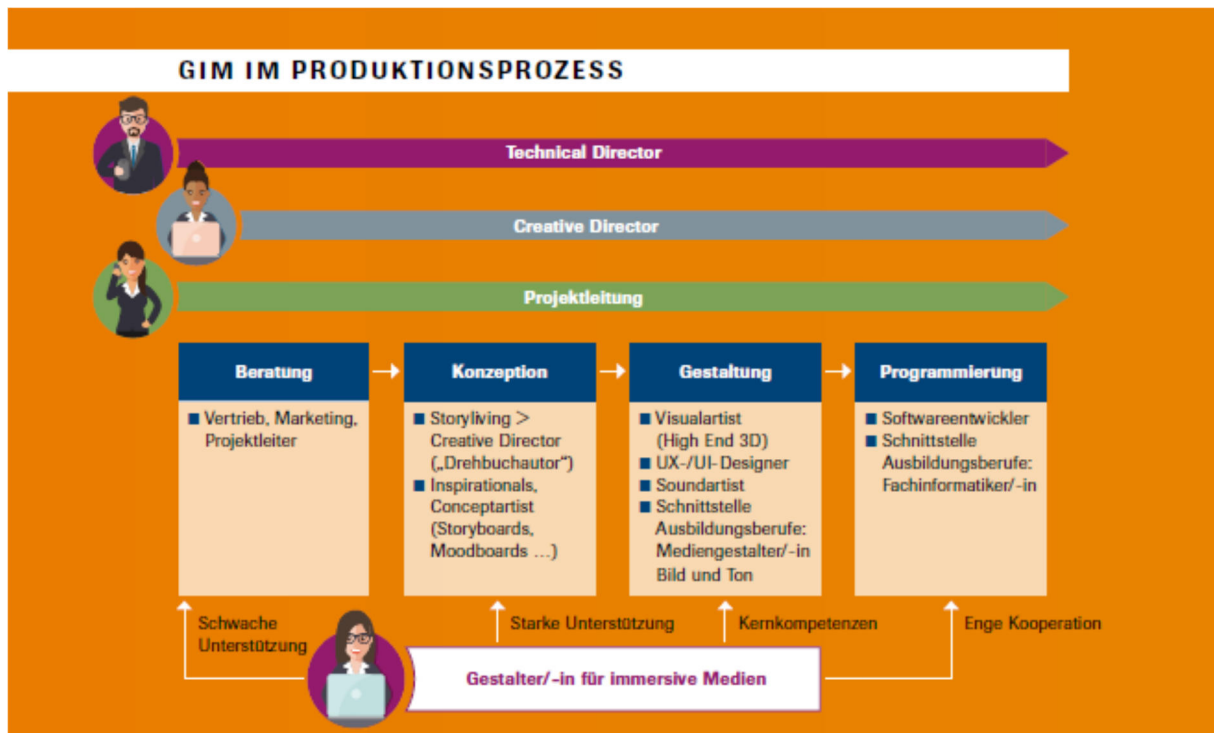 GIM IM PRODUKTIONSPROZESS
Technical Director
Creative Director
Projektleitung
Beratung
■ Vertrieb, Marketing,
Projektleiter
Konzeption
■ Storyliving >
Creative Director
(„Drehbuchautor“)
■ Inspirationals,
Conceptartist
(Storyboards,
Moodboards ...)
Gestaltung
■ Visualartist
(High End 3D)
■ UX-/UI-Designer
■ Soundartist
■ Schnittstelle
Ausbildungsberufe:
Mediengestalter/-in
Bild und Ton
Programmierung
■ Softwareentwickler
■ Schnittstelle
Ausbildungsberufe:
Fachinformatiker/-in
Schwache
Unterstützung
Starke Unterstützung
Kernkompetenzen
Enge Kooperation
Gestalter/-in für immersive Medien